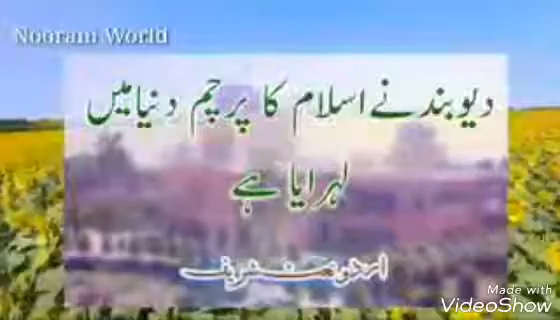 Nooram World
دیوبند نے اسلام کا پرچم دنیا میں
لہرایا ہے
Made with
VideoShow